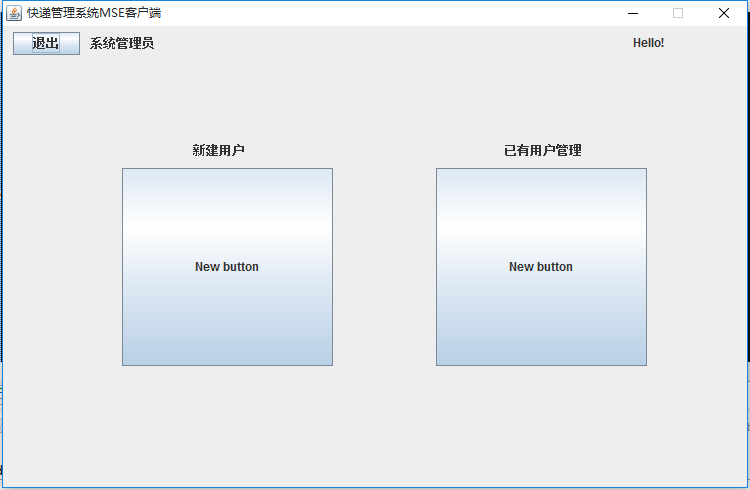 快递管理系统MSE客户端
退出 系统管理员 Hello!
新建用户 已有用户管理
New button New button